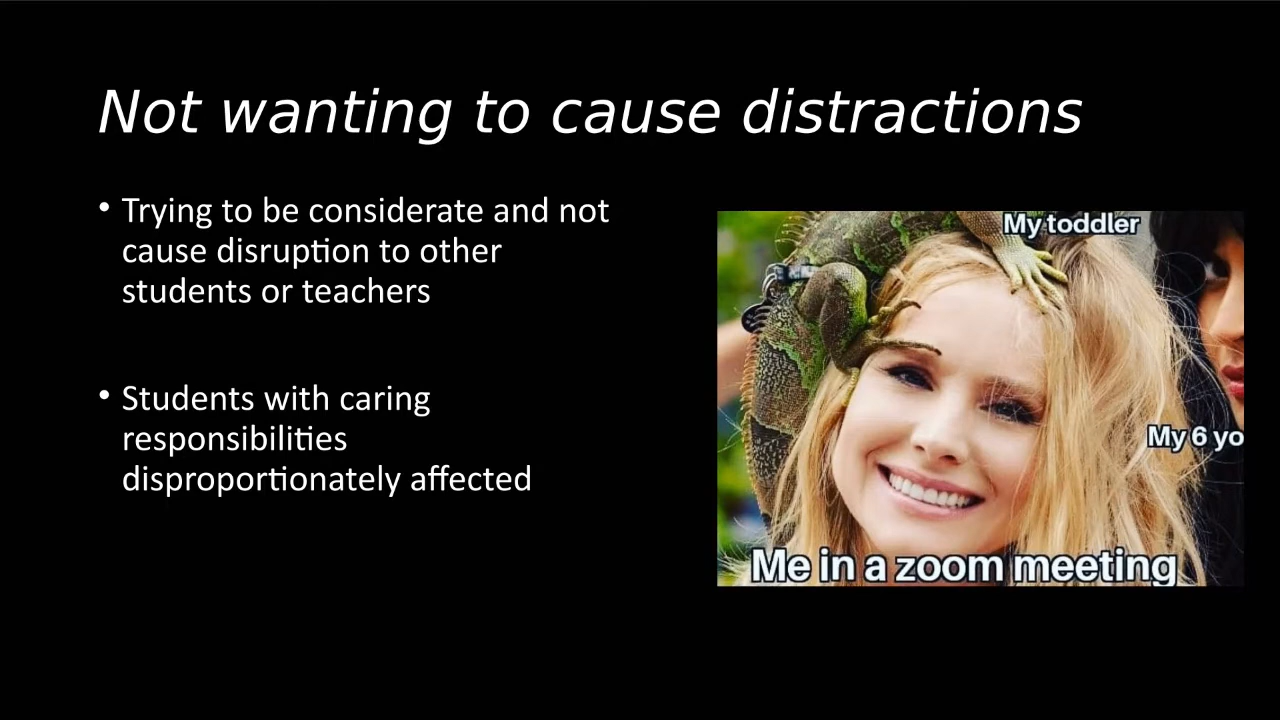 Not wanting to cause distractions
• Trying to be considerate and not
cause disruption to other
students or teachers
• Students with caring
responsibilities
disproportionately affected
My toddler
My 6 yo
Me in a zoom meeting